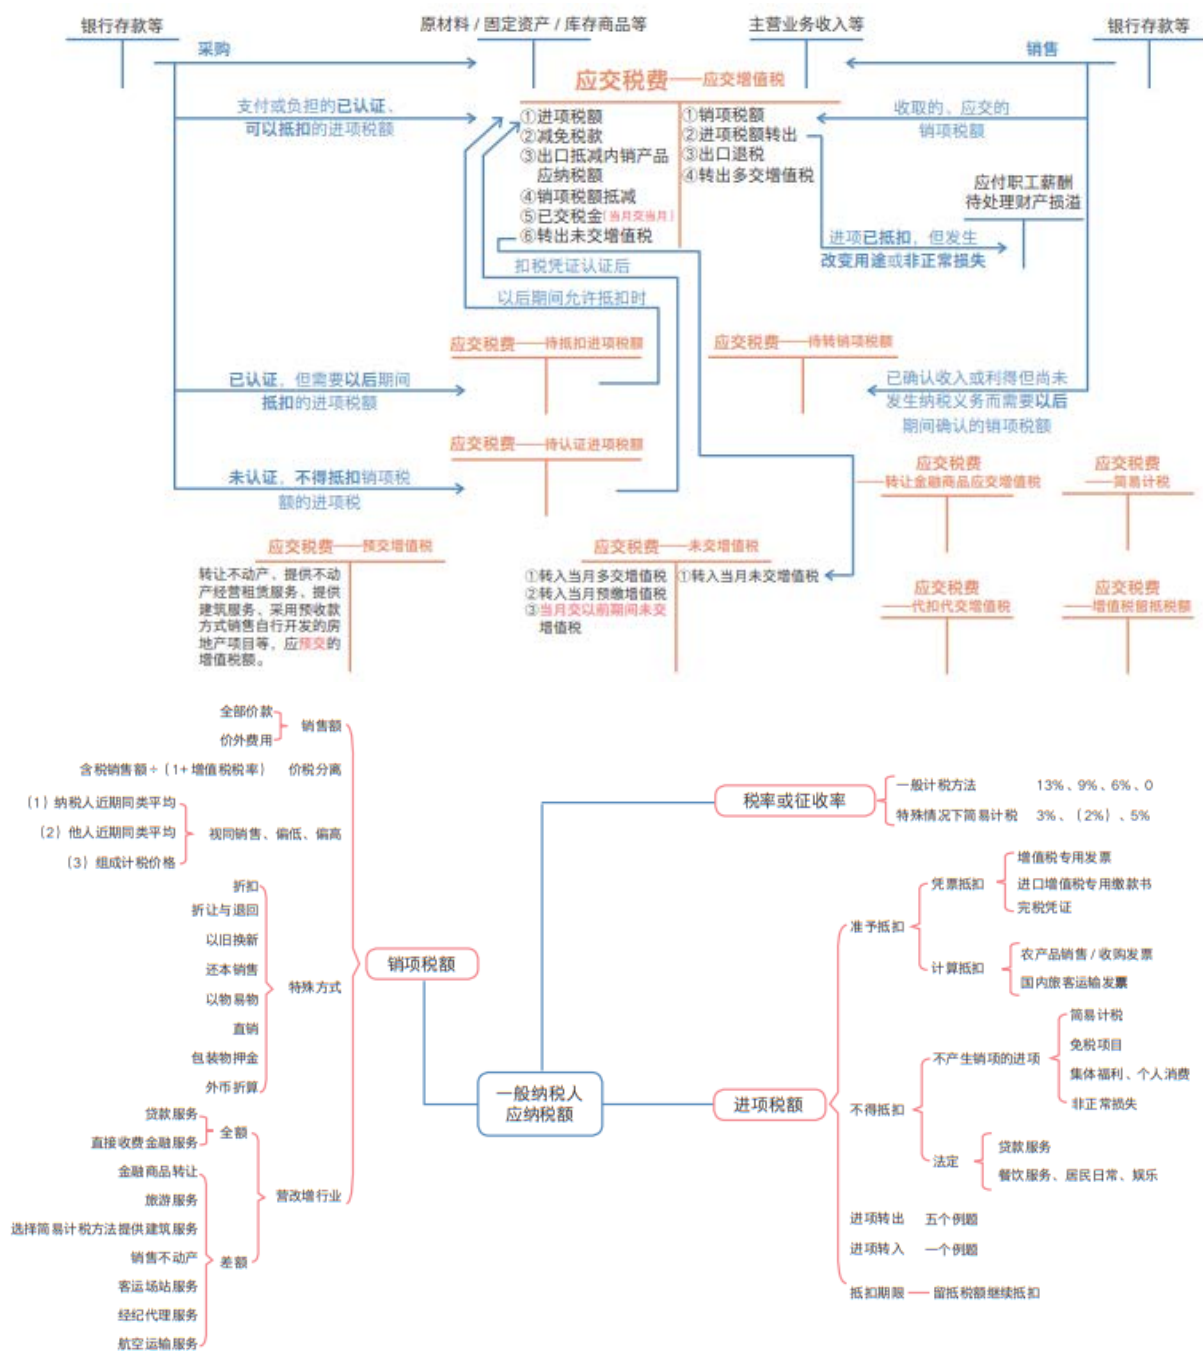 银行存款等
原材料 / 固定资产 / 库存商品等
主营业务收入等
银行存款等
采购
销售
应交税费——应交增值税
支付或负担的已认证、
可以抵扣的进项税额
①进项税额
②减免税款
③出口抵减内销产品
应纳税额
④销项税额抵减
⑤已交税金(当月交当月)
⑥转出未交增值税
①销项税额
②进项税额转出
③出口退税
④转出多交增值税
收取的、应交的
销项税额
应付职工薪酬
待处理财产损溢
进项已抵扣，但发生
改变用途或非正常损失
扣税凭证认证后
以后期间允许抵扣时
应交税费——待抵扣进项税额
应交税费——待转销项税额
已认证，但需要以后期间
抵扣的进项税额
已确认收入或利得但尚未
发生纳税义务而需要以后
期间确认的销项税额
应交税费——待认证进项税额
未认证，不得抵扣销项税
额的进项税
应交税费
——转让金融商品应交增值税
应交税费
——简易计税
应交税费——预交增值税
转让不动产、提供不动
产经营租赁服务、提供
建筑服务、采用预收款
方式销售自行开发的房
地产项目等，应预交的
增值税额。
应交税费——未交增值税
①转入当月多交增值税
②转入当月预缴增值税
③当月交以前期间未交
增值税
①转入当月未交增值税
应交税费
——代扣代交增值税
应交税费
——增值税留抵税额
全部价款
价外费用
销售额
含税销售额÷（1+增值税税率）
价税分离
（1）纳税人近期同类平均
（2）他人近期同类平均
（3）组成计税价格
视同销售、偏低、偏高
折扣
折让与退回
以旧换新
还本销售
以物易物
直销
包装物押金
外币折算
特殊方式
贷款服务
直接收费金融服务
全额
金融商品转让
旅游服务
选择简易计税方法提供建筑服务
销售不动产
客运场站服务
经纪代理服务
航空运输服务
差额
营改增行业
销项税额
一般纳税人
应纳税额
税率或征收率
一般计税方法 13%、9%、6%、0
特殊情况下简易计税 3%、（2%）、5%
进项税额
准予抵扣
凭票抵扣
增值税专用发票
进口增值税专用缴款书
完税凭证
计算抵扣
农产品销售 / 收购发票
国内旅客运输发票
不得抵扣
不产生销项的进项
简易计税
免税项目
集体福利、个人消费
非正常损失
法定
贷款服务
餐饮服务、居民日常、娱乐
进项转出 五个例题
进项转入 一个例题
抵扣期限 留抵税额继续抵扣